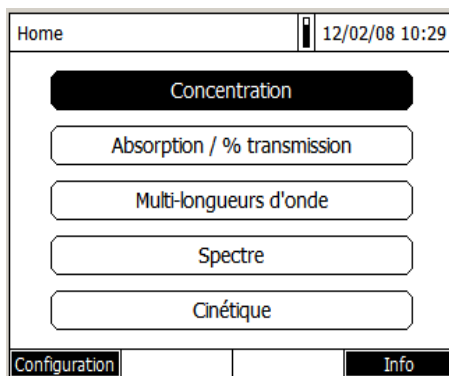 Home 12/02/08 10:29
Concentration
Absorption / % transmission
Multi-longueurs d'onde
Spectre
Cinétique
Configuration Info